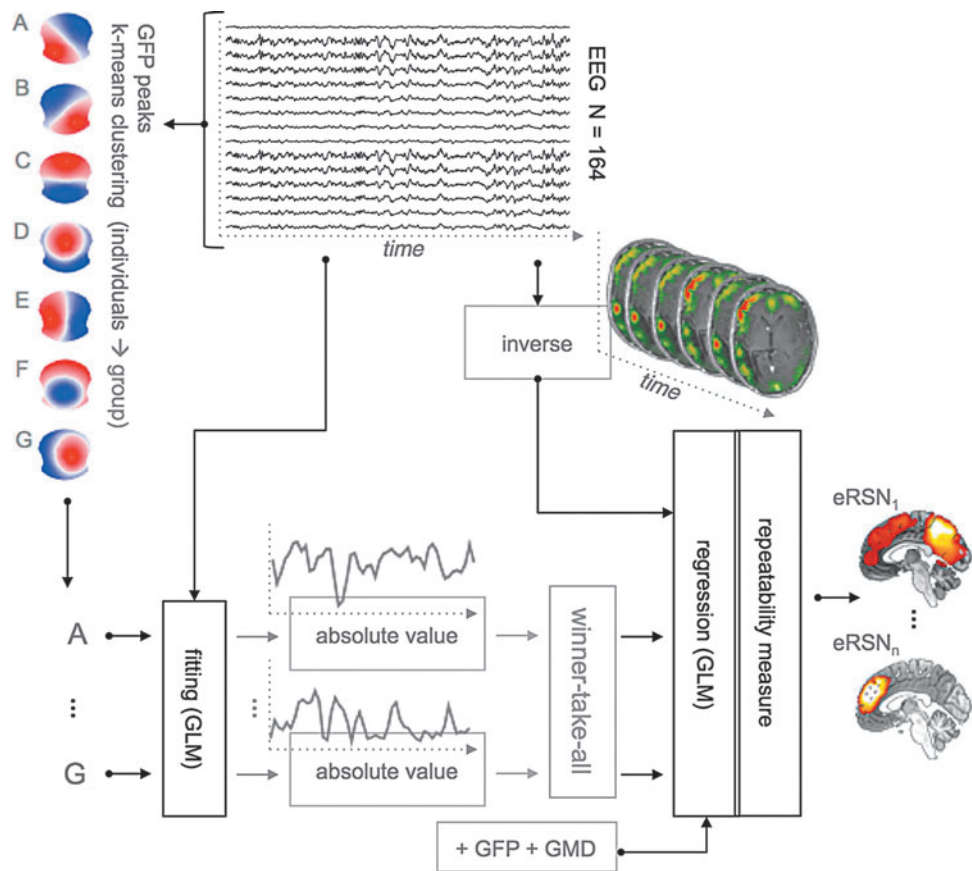 A
B
C
D
E
F
G
GFP peaks
k-means clustering (individuals → group)
EEG N = 164
time
inverse
time
A
...
G
fitting (GLM)
absolute value
...
absolute value
winner-take-all
+ GFP + GMD
regression (GLM)
repeatability measure
eRSN1
...
eRSNn